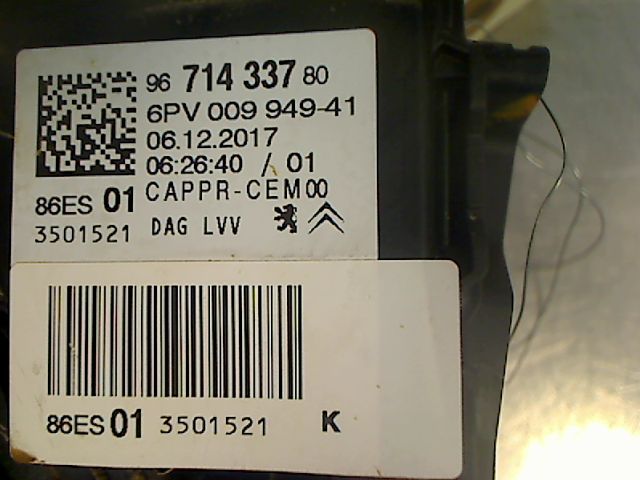 96 714 337 80
6PV 009 949-41
06.12.2017
06:26:40 / 01
86ES 01 CAPPR-CEM00
3501521 DAG LVV
86ES 01 3501521 K